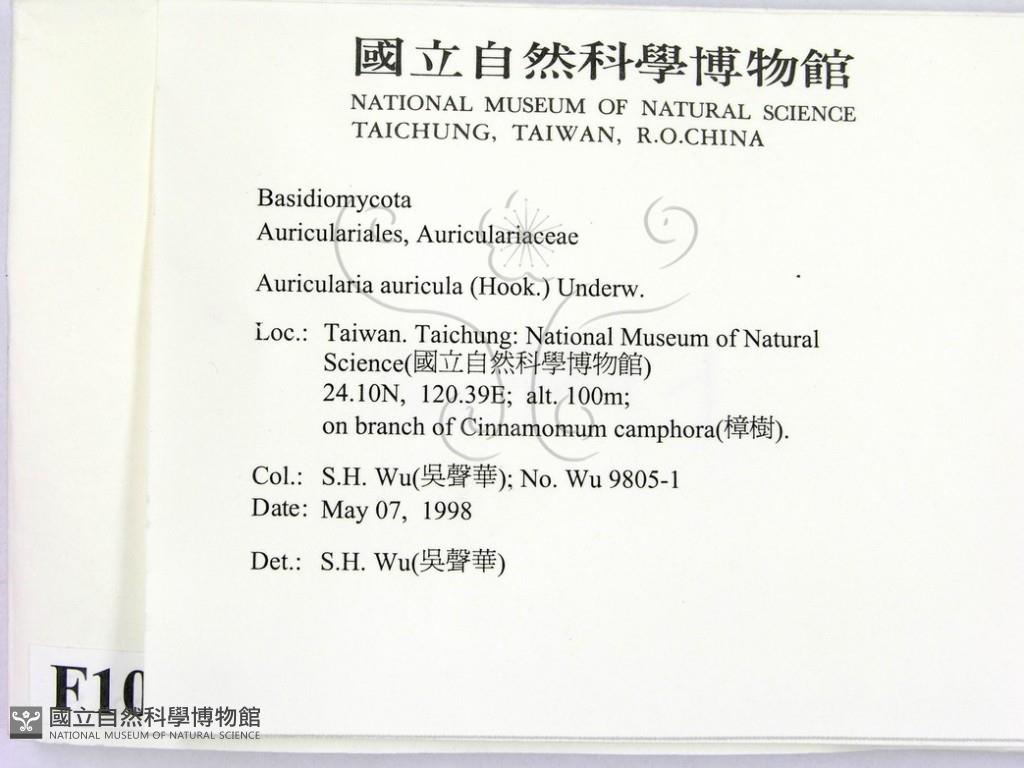 國立自然科學博物館
NATIONAL MUSEUM OF NATURAL SCIENCE
TAICHUNG, TAIWAN, R.O.CHINA
Basidiomycota
Auriculariales, Auriculariaceae
Auricularia auricula (Hook.) Underw.
Loc.: Taiwan. Taichung: National Museum of Natural
Science(國立自然科學博物館)
24.10N, 120.39E; alt. 100m;
on branch of Cinnamomum camphora(樟樹).
Col.: S.H. Wu(吳聲華); No. Wu 9805-1
Date: May 07, 1998
Det.: S.H. Wu(吳聲華)
F10
國立自然科學博物館
NATIONAL MUSEUM OF NATURAL SCIENCE